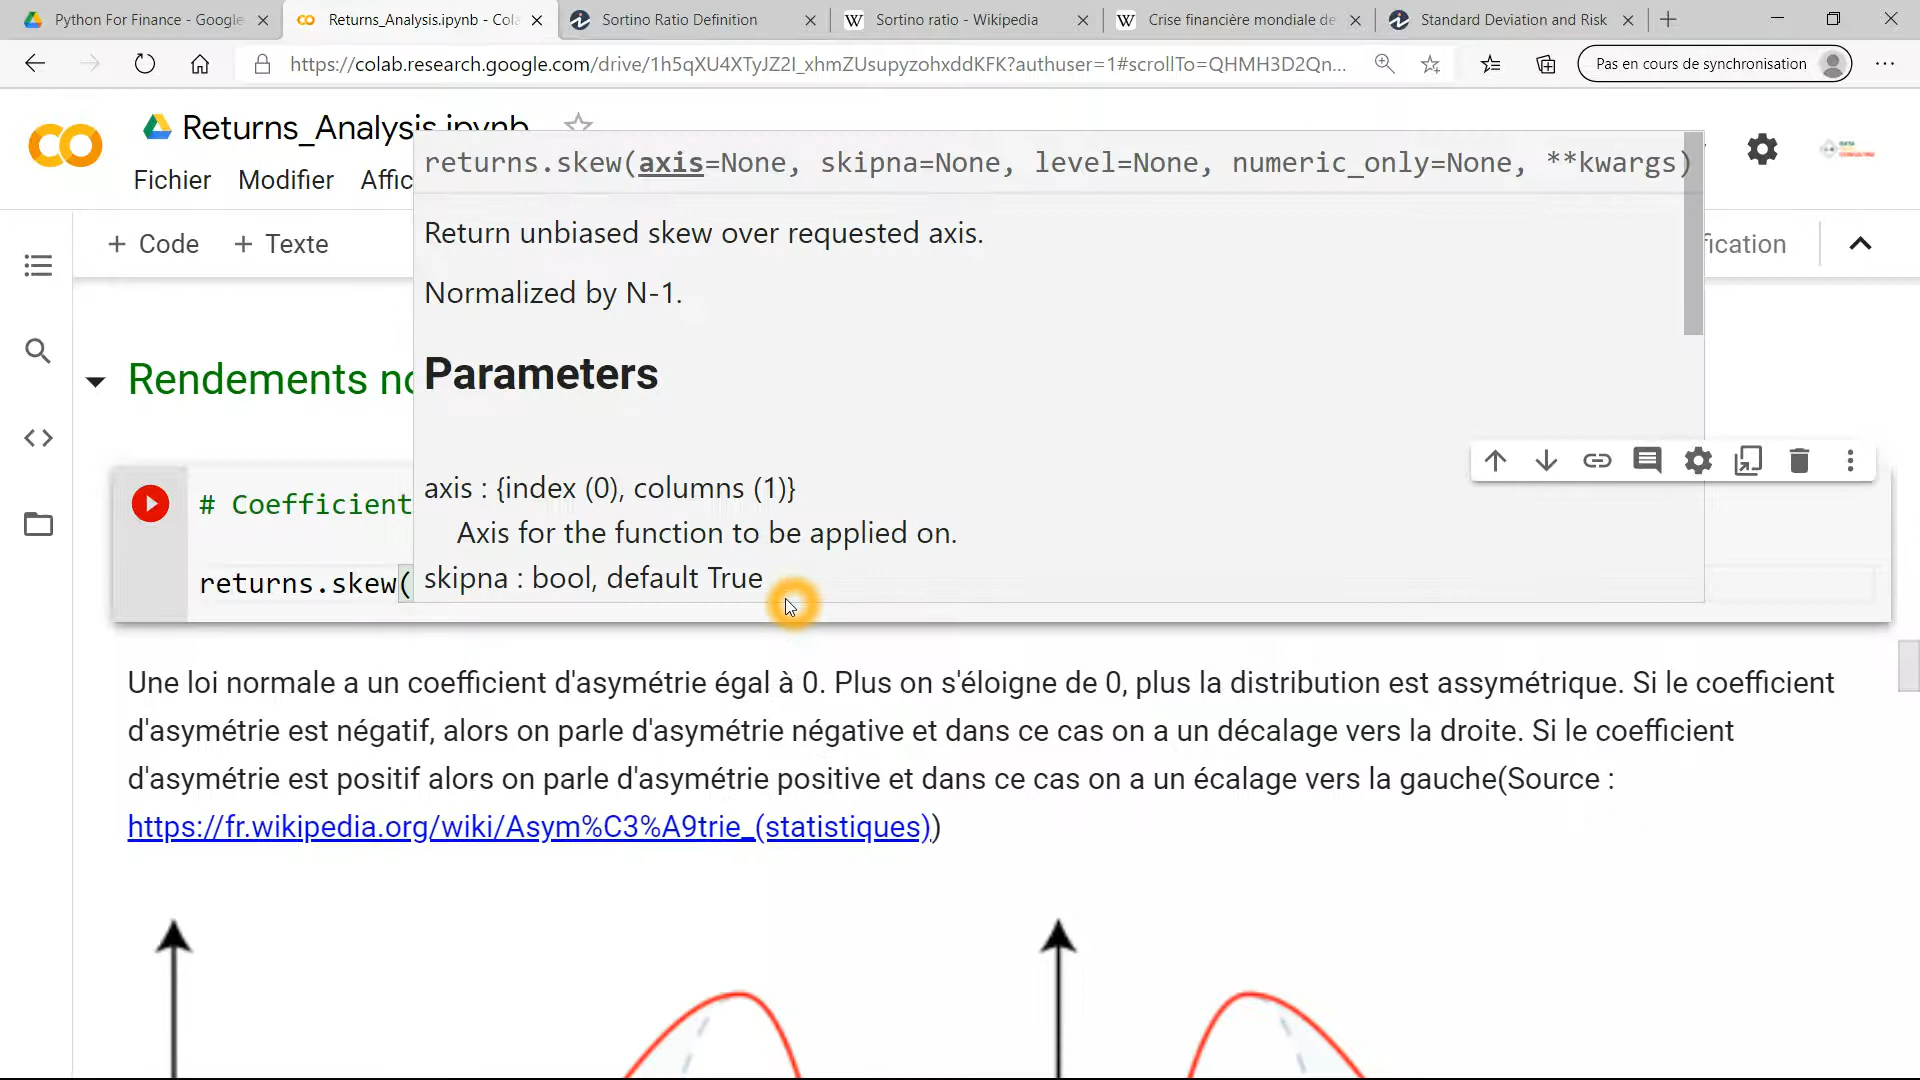 Python For Finance - Google
Returns_Analysis.ipynb - Cola
Sortino Ratio Definition
Sortino ratio - Wikipedia
Crise financière mondiale de
Standard Deviation and Risk
https://colab.research.google.com/drive/1h5qXU4XTyJZ2I_xhmZUsupyzohxddKFK?authuser=1#scrollTo=QHMH3D2Qn...
Pas en cours de synchronisation
Returns_Analysis.ipynb
Fichier Modifier Affic
returns.skew(axis=None, skipna=None, level=None, numeric_only=None, **kwargs)
Return unbiased skew over requested axis.
+ Code + Texte
fication
Normalized by N-1.
Rendements no
Parameters
axis : {index (0), columns (1)}
# Coefficient
Axis for the function to be applied on.
returns.skew(
skipna : bool, default True
Une loi normale a un coefficient d'asymétrie égal à 0. Plus on s'éloigne de 0, plus la distribution est assymétrique. Si le coefficient
d'asymétrie est négatif, alors on parle d'asymétrie négative et dans ce cas on a un décalage vers la droite. Si le coefficient
d'asymétrie est positif alors on parle d'asymétrie positive et dans ce cas on a un écalage vers la gauche(Source :
https://fr.wikipedia.org/wiki/Asym%C3%A9trie_(statistiques))